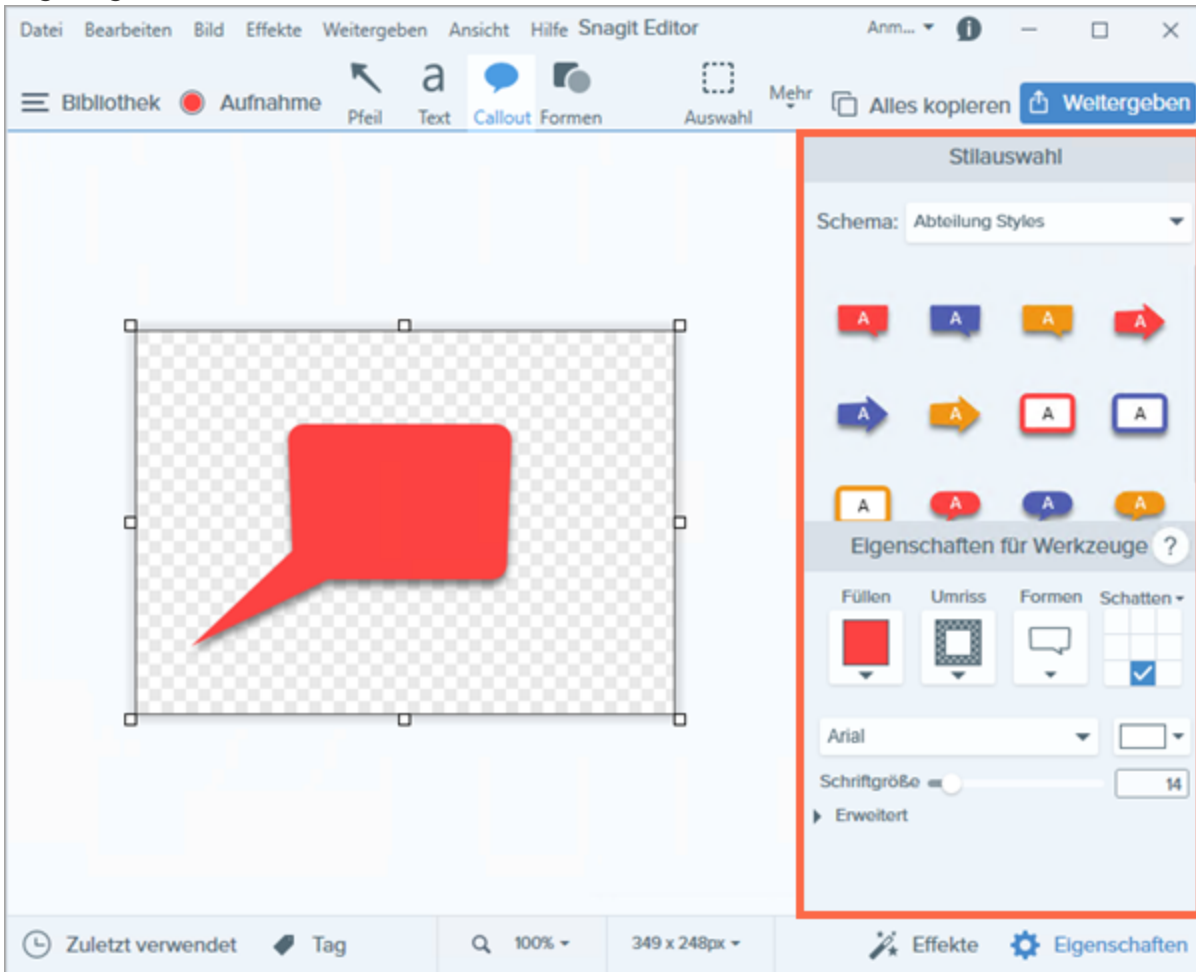 Datei Bearbeiten Bild Effekte Weitergeben Ansicht Hilfe Snagit Editor Anm...
Bibliothek Aufnahme Pfeil Text Callout Formen Auswahl Mehr Alles kopieren Weitergeben
Stilauswahl
Schema: Abteilung Styles
A A A A
A A A A
A A A A
Eigenschaften für Werkzeuge ?
Füllen Umriss Formen Schatten
Arial
Schriftgröße 14
Erweitert
Zuletzt verwendet Tag 100% 349 x 248px Effekte Eigenschaften